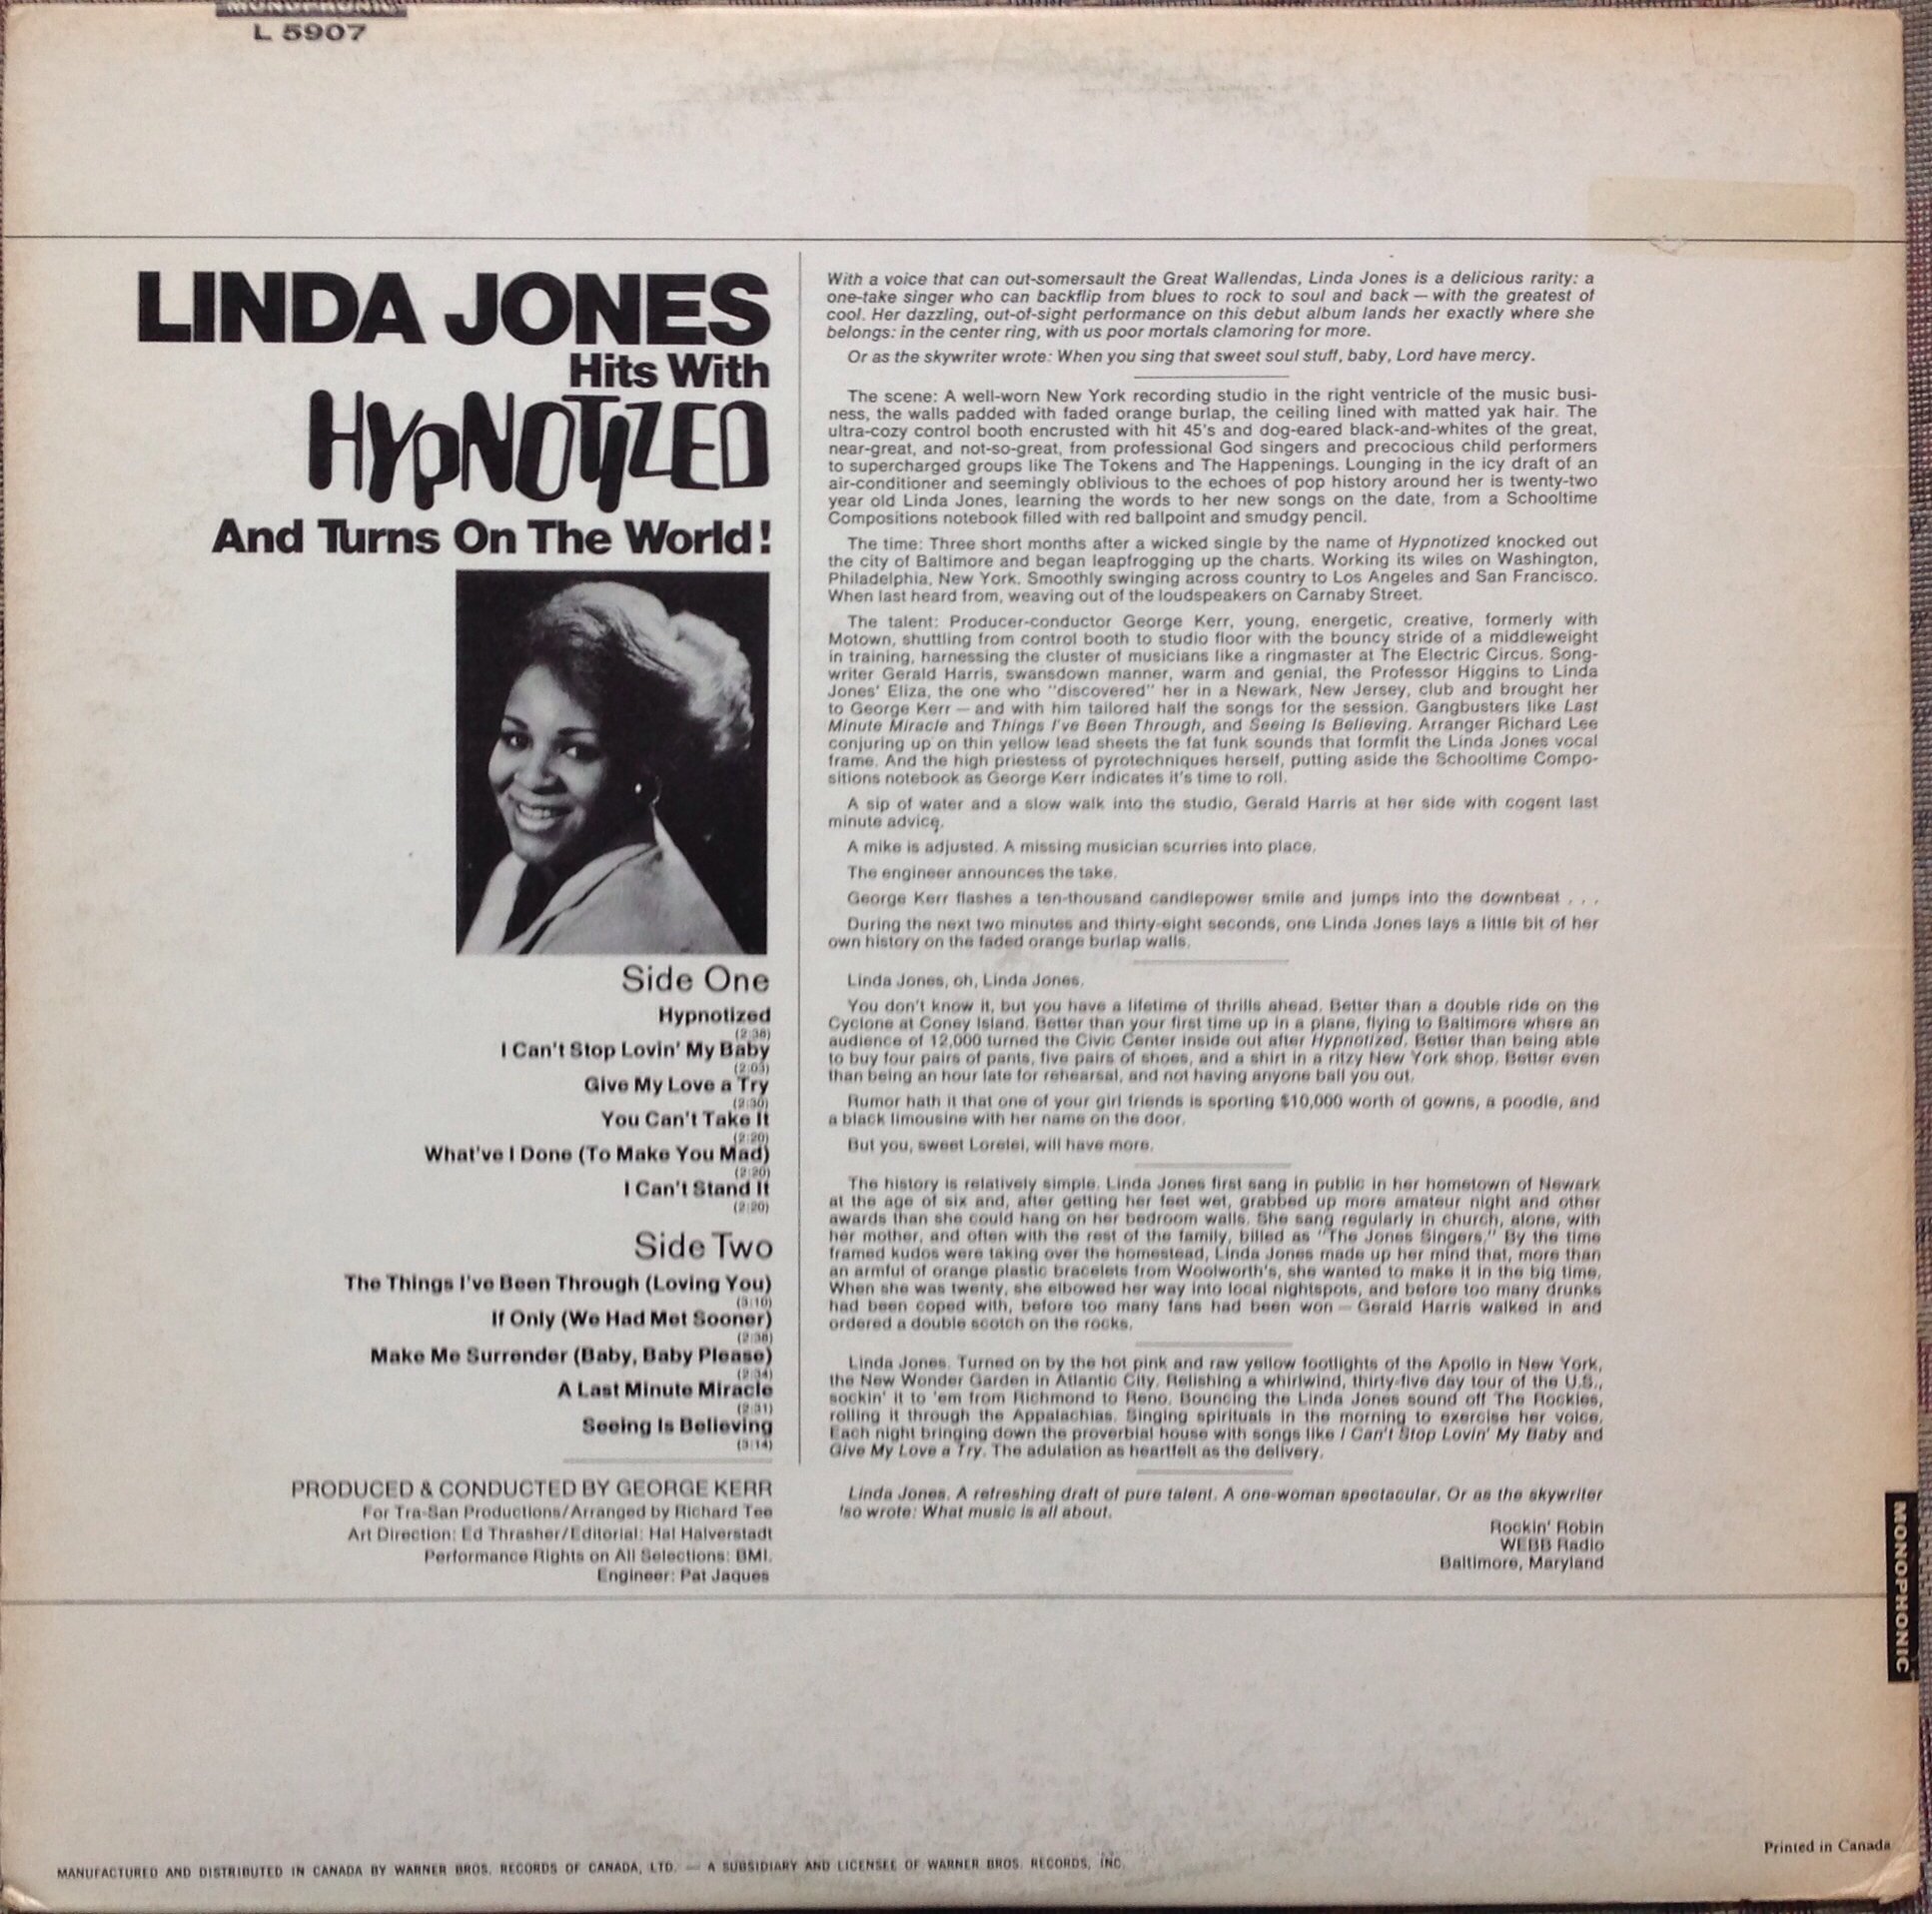 MONOPHONIC
L 5907
LINDA JONES
Hits With
HYPNOTIZED
And Turns On The World!
Side One
Hypnotized
(2:38)
I Can't Stop Lovin' My Baby
(2:03)
Give My Love a Try
(2:30)
You Can't Take It
(2:20)
What've I Done (To Make You Mad)
(2:20)
I Can't Stand It
(2:20)
Side Two
The Things I've Been Through (Loving You)
(3:10)
If Only (We Had Met Sooner)
(2:38)
Make Me Surrender (Baby, Baby Please)
(2:34)
A Last Minute Miracle
(2:31)
Seeing Is Believing
(3:14)
PRODUCED & CONDUCTED BY GEORGE KERR
For Tra-San Productions/Arranged by Richard Tee
Art Direction: Ed Thrasher/Editorial: Hal Halverstadt
Performance Rights on All Selections: BMI.
Engineer: Pat Jaques
With a voice that can out-somersault the Great Wallendas, Linda Jones is a delicious rarity: a
one-take singer who can backflip from blues to rock to soul and back — with the greatest of
cool. Her dazzling, out-of-sight performance on this debut album lands her exactly where she
belongs: in the center ring, with us poor mortals clamoring for more.
Or as the skywriter wrote: When you sing that sweet soul stuff, baby, Lord have mercy.
The scene: A well-worn New York recording studio in the right ventricle of the music busi-
ness, the walls padded with faded orange burlap, the ceiling lined with matted yak hair. The
ultra-cozy control booth encrusted with hit 45's and dog-eared black-and-whites of the great,
near-great, and not-so-great, from professional God singers and precocious child performers
to supercharged groups like The Tokens and The Happenings. Lounging in the icy draft of an
air-conditioner and seemingly oblivious to the echoes of pop history around her is twenty-two
year old Linda Jones, learning the words to her new songs on the date, from a Schooltime
Compositions notebook filled with red ballpoint and smudgy pencil.
The time: Three short months after a wicked single by the name of Hypnotized knocked out
the city of Baltimore and began leapfrogging up the charts. Working its wiles on Washington,
Philadelphia, New York. Smoothly swinging across country to Los Angeles and San Francisco.
When last heard from, weaving out of the loudspeakers on Carnaby Street.
The talent: Producer-conductor George Kerr, young, energetic, creative, formerly with
Motown, shuttling from control booth to studio floor with the bouncy stride of a middleweight
in training, harnessing the cluster of musicians like a ringmaster at The Electric Circus. Song-
writer Gerald Harris, swansdown manner, warm and genial, the Professor Higgins to Linda
Jones' Eliza, the one who "discovered" her in a Newark, New Jersey, club and brought her
to George Kerr — and with him tailored half the songs for the session. Gangbusters like Last
Minute Miracle and Things I've Been Through, and Seeing Is Believing. Arranger Richard Lee
conjuring up on thin yellow lead sheets the fat funk sounds that formfit the Linda Jones vocal
frame. And the high priestess of pyrotechniques herself, putting aside the Schooltime Compo-
sitions notebook as George Kerr indicates it's time to roll.
A sip of water and a slow walk into the studio, Gerald Harris at her side with cogent last
minute advice.
A mike is adjusted. A missing musician scurries into place.
The engineer announces the take.
George Kerr flashes a ten-thousand candlepower smile and jumps into the downbeat . . .
During the next two minutes and thirty-eight seconds, one Linda Jones lays a little bit of her
own history on the faded orange burlap walls.
Linda Jones, oh, Linda Jones.
You don't know it, but you have a lifetime of thrills ahead. Better than a double ride on the
Cyclone at Coney Island. Better than your first time up in a plane, flying to Baltimore where an
audience of 12,000 turned the Civic Center inside out after Hypnotized. Better than being able
to buy four pairs of pants, five pairs of shoes, and a shirt in a ritzy New York shop. Better even
than being an hour late for rehearsal, and not having anyone ball you out.
Rumor hath it that one of your girl friends is sporting $10,000 worth of gowns, a poodle, and
a black limousine with her name on the door.
But you, sweet Lorelei, will have more.
The history is relatively simple. Linda Jones first sang in public in her hometown of Newark
at the age of six and, after getting her feet wet, grabbed up more amateur night and other
awards than she could hang on her bedroom walls. She sang regularly in church, alone, with
her mother, and often with the rest of the family, billed as "The Jones Singers." By the time
framed kudos were taking over the homestead, Linda Jones made up her mind that, more than
an armful of orange plastic bracelets from Woolworth's, she wanted to make it in the big time.
When she was twenty, she elbowed her way into local nightspots, and before too many drunks
had been coped with, before too many fans had been won — Gerald Harris walked in and
ordered a double scotch on the rocks.
Linda Jones. Turned on by the hot pink and raw yellow footlights of the Apollo in New York,
the New Wonder Garden in Atlantic City. Relishing a whirlwind, thirty-five day tour of the U.S.,
sockin' it to 'em from Richmond to Reno. Bouncing the Linda Jones sound off The Rockies,
rolling it through the Appalachias. Singing spirituals in the morning to exercise her voice.
Each night bringing down the proverbial house with songs like I Can't Stop Lovin' My Baby and
Give My Love a Try. The adulation as heartfelt as the delivery.
Linda Jones. A refreshing draft of pure talent. A one-woman spectacular. Or as the skywriter
also wrote: What music is all about.
Rockin' Robin
WEBB Radio
Baltimore, Maryland
MONOPHONIC
Printed in Canada
MANUFACTURED AND DISTRIBUTED IN CANADA BY WARNER BROS. RECORDS OF CANADA, LTD. — A SUBSIDIARY AND LICENSEE OF WARNER BROS. RECORDS, INC.